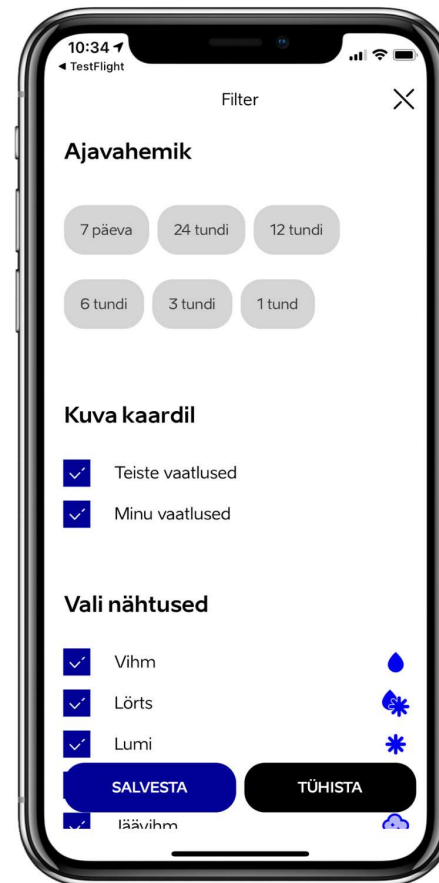 10:34
◀ TestFlight
Filter
Ajavahemik
7 päeva 24 tundi 12 tundi
6 tundi 3 tundi 1 tund
Kuva kaardil
Teiste vaatlused
Minu vaatlused
Vali nähtused
Vihm
Lörts
Lumi
SALVESTA TÜHISTA
Jäävihm